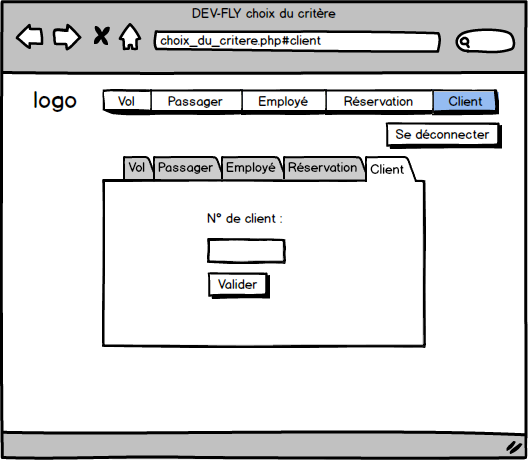 DEV-FLY choix du critère
choix_du_critere.php#client
logo
Vol Passager Employé Réservation Client
Se déconnecter
Vol Passager Employé Réservation Client
N° de client :
Valider